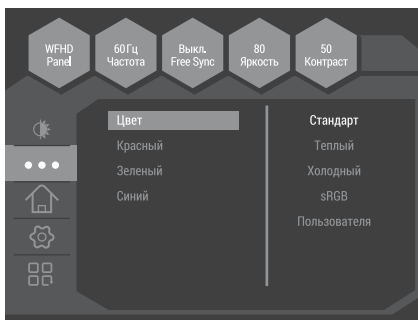 WFHD
Panel
60 Гц
Частота
Выкл.
Free Sync
80
Яркость
50
Контраст
Цвет
Красный
Зеленый
Синий
Стандарт
Теплый
Холодный
sRGB
Пользователя